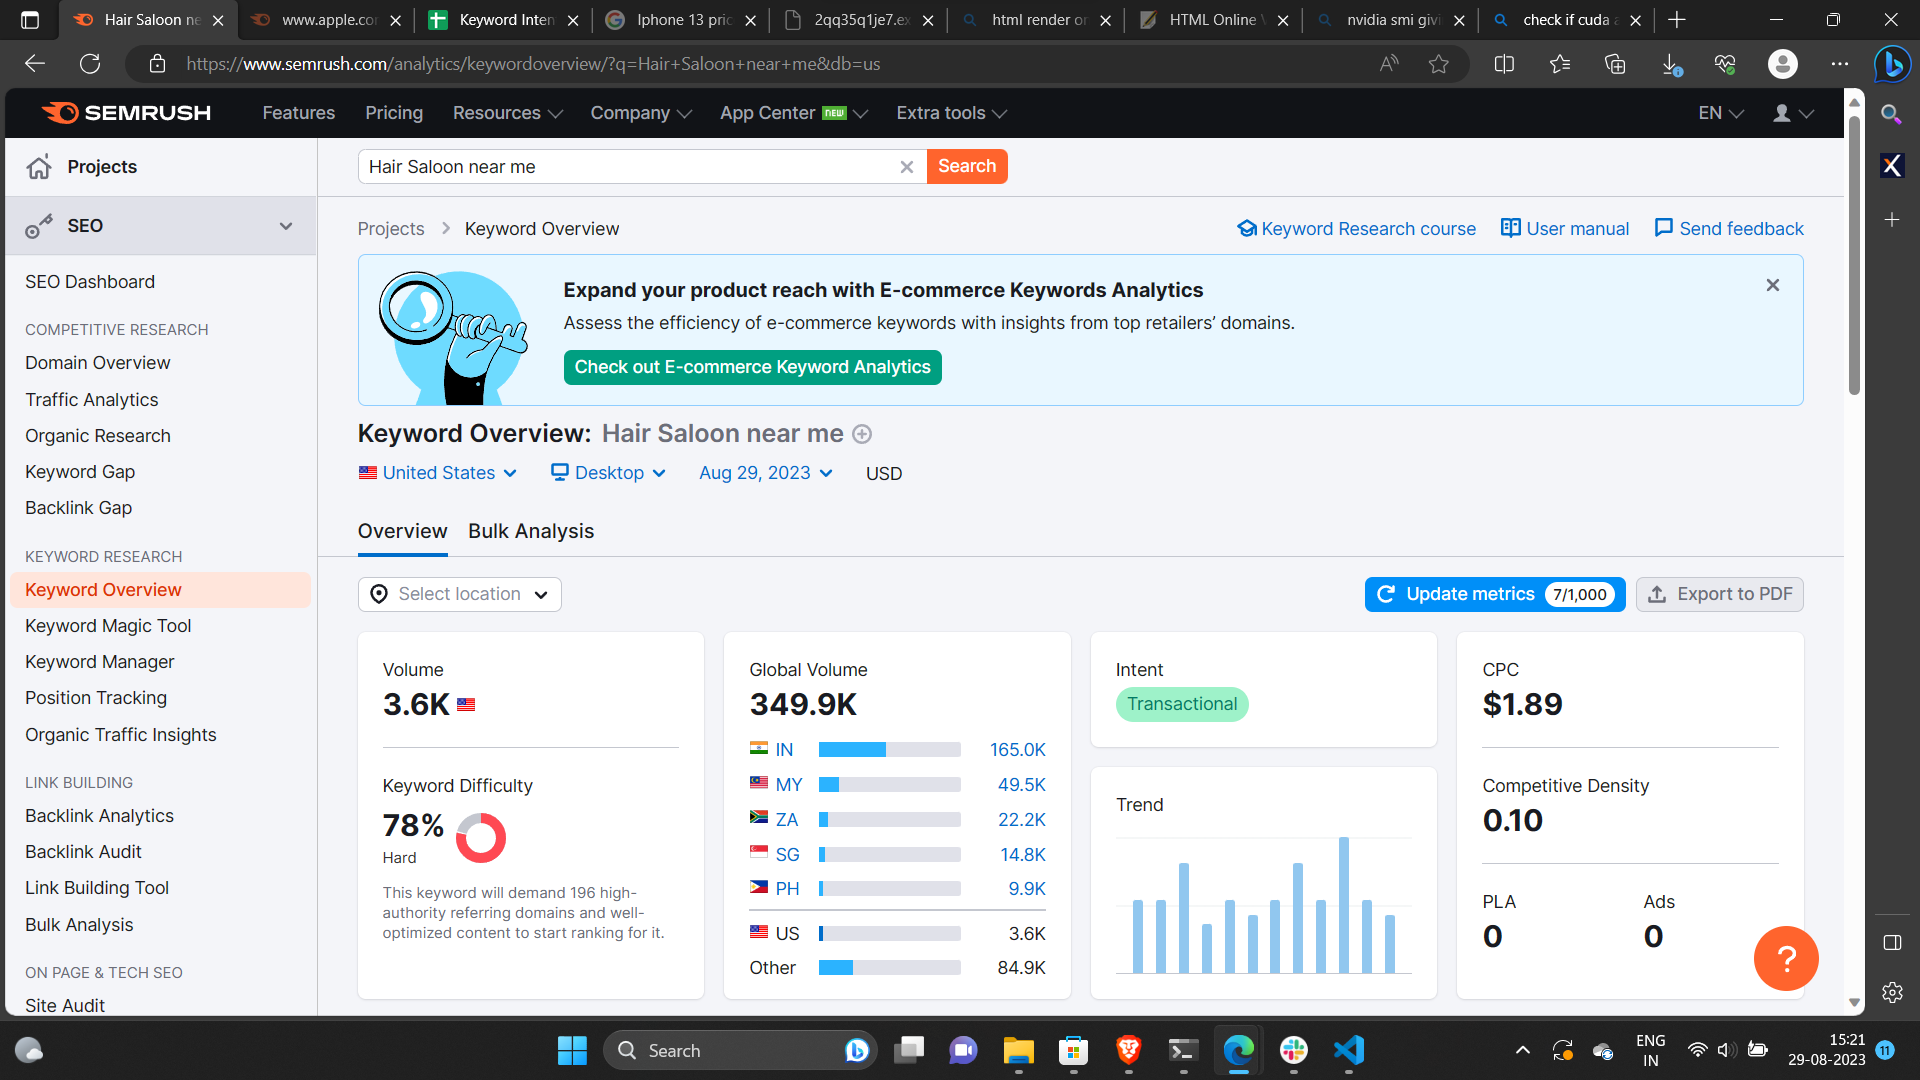 Hair Saloon ne
www.apple.co
Keyword Inten
Iphone 13 pric
2qq35q1je7.ex
html render or
HTML Online V
nvidia smi givi
check if cuda a
https://www.semrush.com/analytics/keywordoverview/?q=Hair+Saloon+near+me&db=us
SEMRUSH
Features
Pricing
Resources
Company
App Center NEW
Extra tools
EN
Projects
Hair Saloon near me
Search
SEO
Projects > Keyword Overview
Keyword Research course
User manual
Send feedback
SEO Dashboard
COMPETITIVE RESEARCH
Domain Overview
Traffic Analytics
Organic Research
Keyword Gap
Backlink Gap
KEYWORD RESEARCH
Keyword Overview
Keyword Magic Tool
Keyword Manager
Position Tracking
Organic Traffic Insights
LINK BUILDING
Backlink Analytics
Backlink Audit
Link Building Tool
Bulk Analysis
ON PAGE & TECH SEO
Site Audit
Expand your product reach with E-commerce Keywords Analytics
Assess the efficiency of e-commerce keywords with insights from top retailers’ domains.
Check out E-commerce Keyword Analytics
Keyword Overview: Hair Saloon near me
United States
Desktop
Aug 29, 2023
USD
Overview
Bulk Analysis
Select location
Update metrics 7/1,000
Export to PDF
Volume
3.6K
Keyword Difficulty
78%
Hard
This keyword will demand 196 high-
authority referring domains and well-
optimized content to start ranking for it.
Global Volume
349.9K
IN 165.0K
MY 49.5K
ZA 22.2K
SG 14.8K
PH 9.9K
US 3.6K
Other 84.9K
Intent
Transactional
Trend
CPC
$1.89
Competitive Density
0.10
PLA
0
Ads
0
?
Search
ENG
IN
15:21
29-08-2023
11